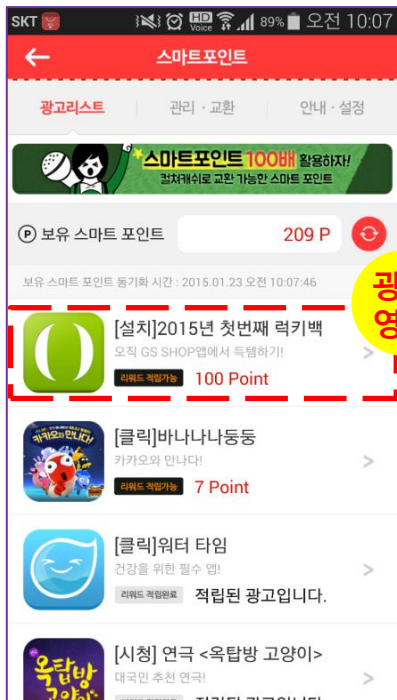 SKT HD Voice 89% 오전 10:07
스마트포인트
광고리스트 관리 · 교환 안내 · 설정
스마트포인트 100배 활용하자!
컬쳐캐쉬로 교환 가능한 스마트 포인트
P 보유 스마트 포인트 209 P
보유 스마트 포인트 동기화 시간 : 2015.01.23 오전 10:07:46
광
영
[설치]2015년 첫번째 럭키백
오직 GS SHOP앱에서 득템하기!
리워드 적립가능 100 Point
카카오와 만나다!
[클릭]바나나나둥둥
카카오와 만나다!
리워드 적립가능 7 Point
[클릭]워터 타임
건강을 위한 필수 앱!
리워드 적립완료 적립된 광고입니다.
옥탑방
고양이
[시청] 연극 <옥탑방 고양이>
대국민 추천 연극!